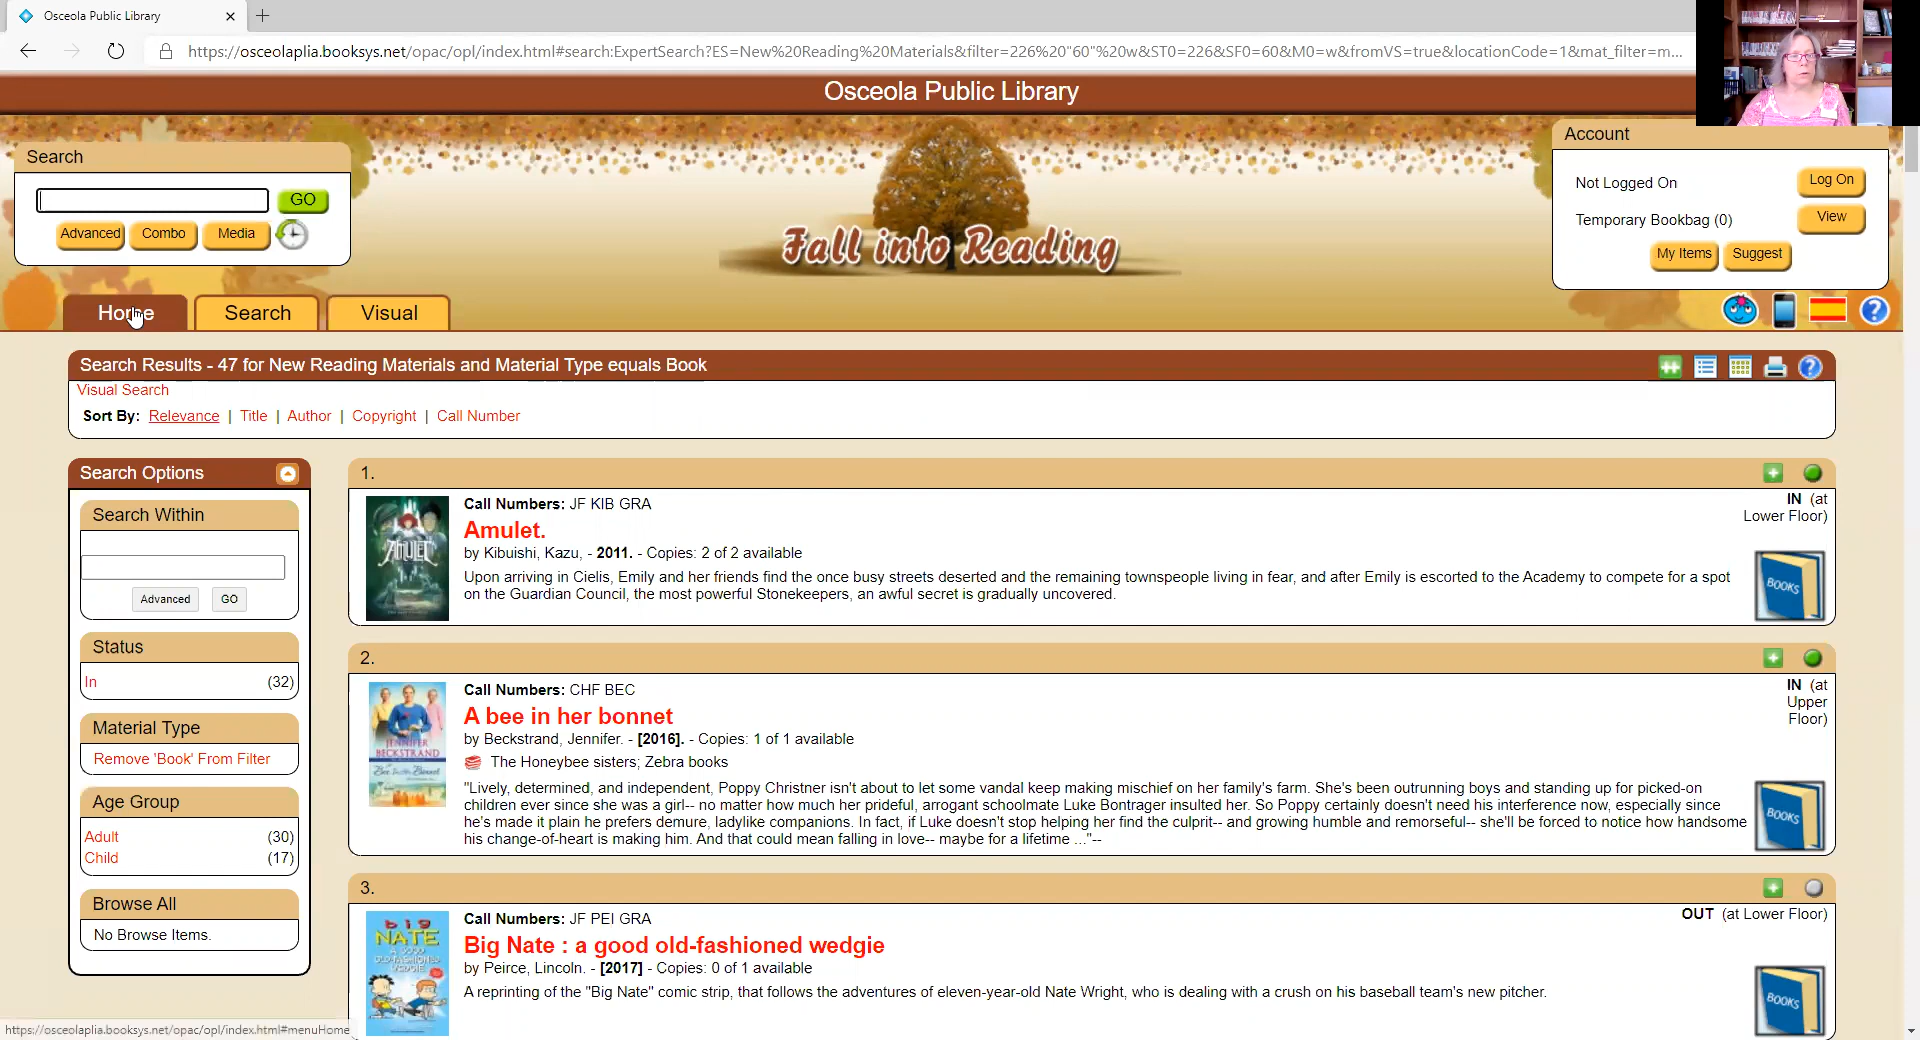 Osceola Public Library
https://osceolaplia.booksys.net/opac/opl/index.html#search:ExpertSearch?ES=New%20Reading%20Materials&filter=226%20"60"%20w&ST0=226&SF0=60&M0=w&fromVS=true&locationCode=1&mat_filter=m...
Osceola Public Library
Search
GO
Advanced
Combo
Media
Fall into Reading
Account
Not Logged On
Log On
Temporary Bookbag (0)
View
My Items
Suggest
Home
Search
Visual
Search Results - 47 for New Reading Materials and Material Type equals Book
Visual Search
Sort By: Relevance | Title | Author | Copyright | Call Number
Search Options
Search Within
Advanced
GO
Status
In (32)
Material Type
Remove 'Book' From Filter
Age Group
Adult (30)
Child (17)
Browse All
No Browse Items.
1.
AMULET
Call Numbers: JF KIB GRA
Amulet.
by Kibuishi, Kazu, - 2011. - Copies: 2 of 2 available
Upon arriving in Cielis, Emily and her friends find the once busy streets deserted and the remaining townspeople living in fear, and after Emily is escorted to the Academy to compete for a spot
on the Guardian Council, the most powerful Stonekeepers, an awful secret is gradually uncovered.
IN (at
Lower Floor)
BOOKS
2.
JENNIFER
BECKSTRAND
Call Numbers: CHF BEC
A bee in her bonnet
by Beckstrand, Jennifer. - [2016]. - Copies: 1 of 1 available
The Honeybee sisters; Zebra books
"Lively, determined, and independent, Poppy Christner isn't about to let some vandal keep making mischief on her family's farm. She's been outrunning boys and standing up for picked-on
children ever since she was a girl-- no matter how much her prideful, arrogant schoolmate Luke Bontrager insulted her. So Poppy certainly doesn't need his interference now, especially since
he's made it plain he prefers demure, ladylike companions. In fact, if Luke doesn't stop helping her find the culprit-- and growing humble and remorseful-- she'll be forced to notice how handsome
his change-of-heart is making him. And that could mean falling in love-- maybe for a lifetime ..."--
IN (at
Upper
Floor)
BOOKS
3.
big
NATE
A GOOD
OLD-FASHIONED
WEDGIE
Call Numbers: JF PEI GRA
Big Nate : a good old-fashioned wedgie
by Peirce, Lincoln. - [2017] - Copies: 0 of 1 available
A reprinting of the "Big Nate" comic strip, that follows the adventures of eleven-year-old Nate Wright, who is dealing with a crush on his baseball team's new pitcher.
OUT (at Lower Floor)
BOOKS
https://osceolaplia.booksys.net/opac/opl/index.html#menuHome